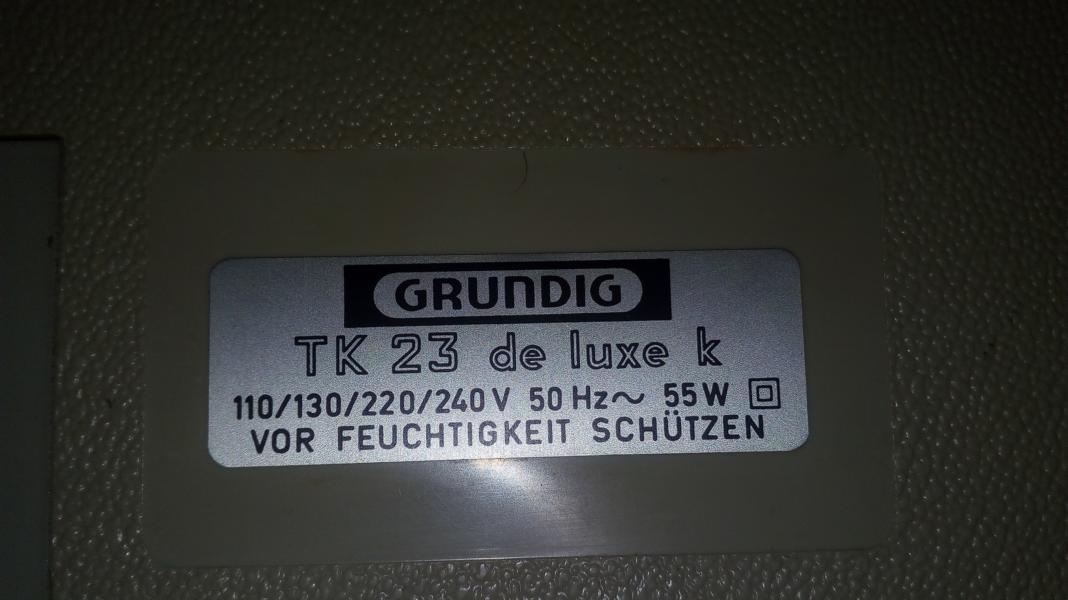 GRUNDIG
TK 23 de luxe k
110/130/220/240 V 50 Hz ~ 55 W
VOR FEUCHTIGKEIT SCHÜTZEN